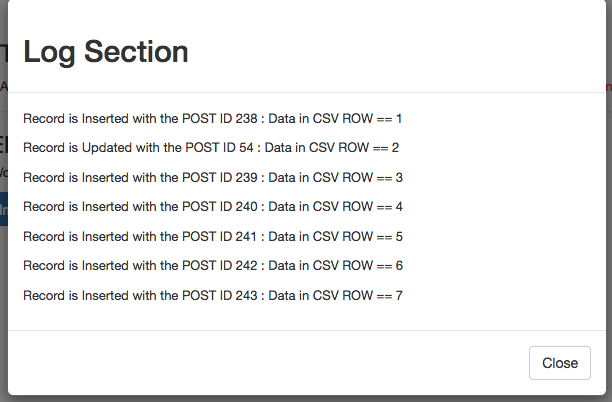 Log Section
Record is Inserted with the POST ID 238 : Data in CSV ROW == 1
Record is Updated with the POST ID 54 : Data in CSV ROW == 2
Record is Inserted with the POST ID 239 : Data in CSV ROW == 3
Record is Inserted with the POST ID 240 : Data in CSV ROW == 4
Record is Inserted with the POST ID 241 : Data in CSV ROW == 5
Record is Inserted with the POST ID 242 : Data in CSV ROW == 6
Record is Inserted with the POST ID 243 : Data in CSV ROW == 7
Close